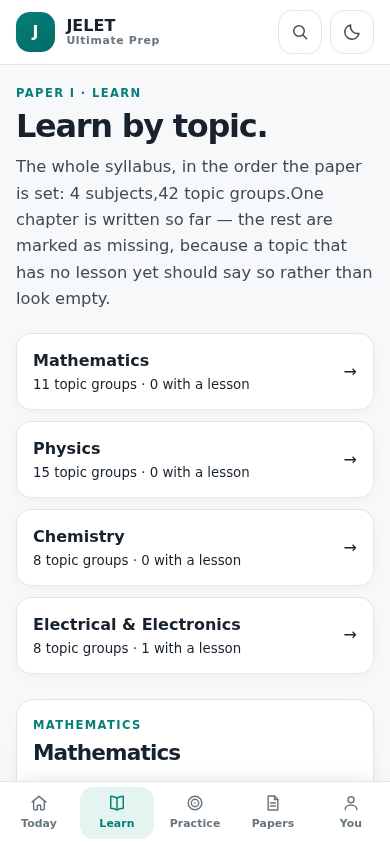 J
JELET
Ultimate Prep
PAPER I · LEARN
Learn by topic.
The whole syllabus, in the order the paper
is set: 4 subjects,42 topic groups.One
chapter is written so far — the rest are
marked as missing, because a topic that
has no lesson yet should say so rather than
look empty.
Mathematics
11 topic groups · 0 with a lesson
→
Physics
15 topic groups · 0 with a lesson
→
Chemistry
8 topic groups · 0 with a lesson
→
Electrical & Electronics
8 topic groups · 1 with a lesson
→
MATHEMATICS
Mathematics
Today
Learn
Practice
Papers
You